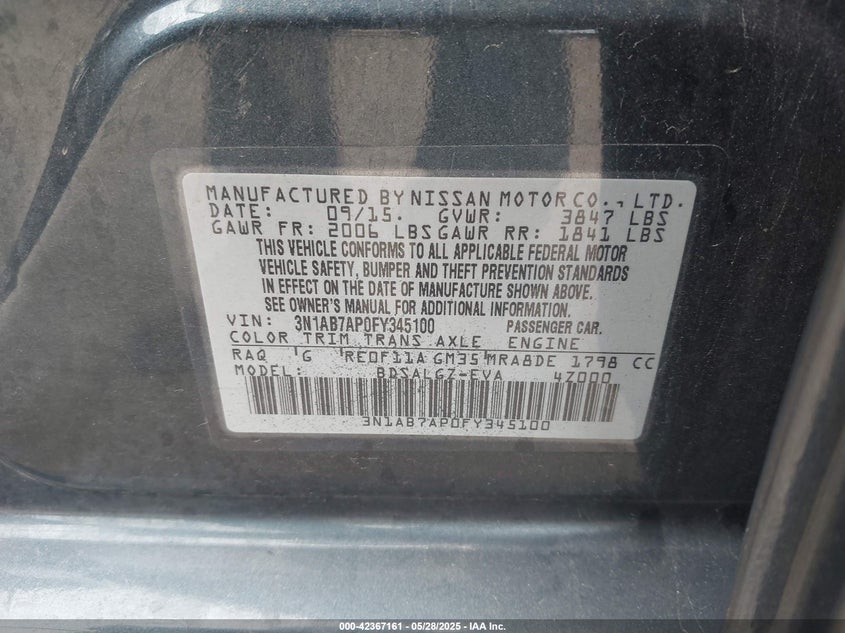 MANUFACTURED BY NISSAN MOTOR CO., LTD.
DATE: 09/15. GVWR: 3847 LBS
GAWR FR: 2006 LBS GAWR RR: 1841 LBS
THIS VEHICLE CONFORMS TO ALL APPLICABLE FEDERAL MOTOR
VEHICLE SAFETY, BUMPER AND THEFT PREVENTION STANDARDS
IN EFFECT ON THE DATE OF MANUFACTURE SHOWN ABOVE.
SEE OWNER'S MANUAL FOR ADDITIONAL INFORMATION.
VIN: 3N1AB7AP0FY345100 PASSENGER CAR.
COLOR TRIM TRANS AXLE ENGINE
RAQ G RE0F11A GM35 MRA8DE 1798 CC
MODEL: BDSALGZ-EVA 4Z000
3N1AB7AP0FY345100
000-42367161 — 05/28/2025 — IAA Inc.